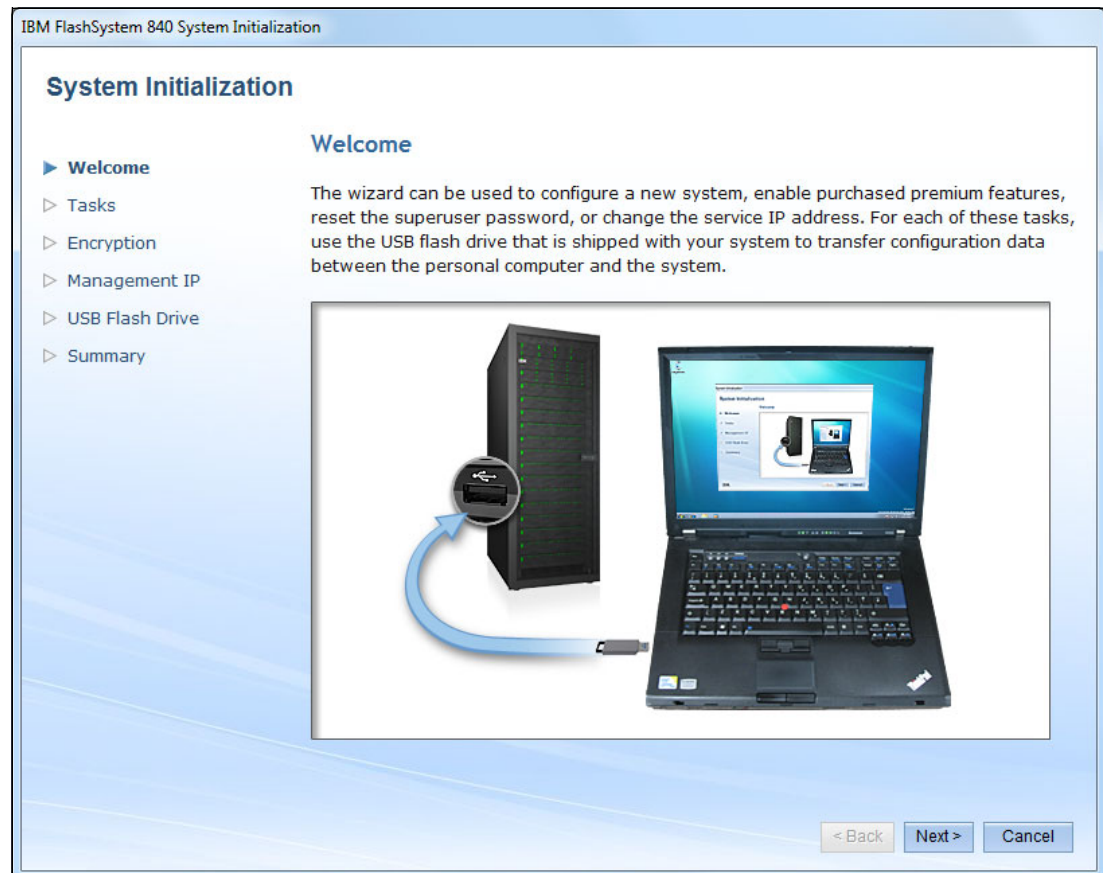 IBM FlashSystem 840 System Initialization
System Initialization
Welcome
Tasks
Encryption
Management IP
USB Flash Drive
Summary
Welcome
The wizard can be used to configure a new system, enable purchased premium features,
reset the superuser password, or change the service IP address. For each of these tasks,
use the USB flash drive that is shipped with your system to transfer configuration data
between the personal computer and the system.
System Initialization
< Back
Next >
Cancel